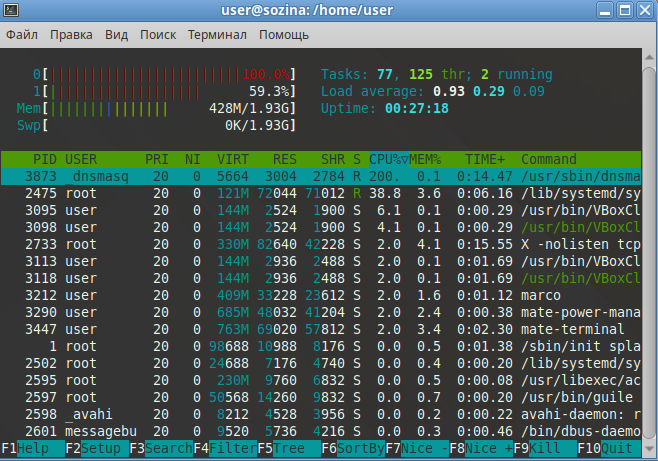 user@sozina: /home/user
Файл Правка Вид Поиск Терминал Помощь
0[||||||||||||||||||||||||100.0%] Tasks: 77, 125 thr; 2 running
1[||||||||||||||||||| 59.3%] Load average: 0.93 0.29 0.09
Mem[||||||||||||||| 428M/1.93G] Uptime: 00:27:18
Swp[ 0K/1.93G]
PID USER PRI NI VIRT RES SHR S CPU%▽MEM% TIME+ Command
3873 _dnsmasq 20 0 5664 3004 2784 R 200. 0.1 0:14.47 /usr/sbin/dnsma
2475 root 20 0 121M 72044 71012 R 38.8 3.6 0:06.16 /lib/systemd/sy
3095 user 20 0 144M 2524 1900 S 6.1 0.1 0:00.29 /usr/bin/VBoxCl
3098 user 20 0 144M 2524 1900 S 4.1 0.1 0:00.29 /usr/bin/VBoxCl
2733 root 20 0 330M 82640 42228 S 2.0 4.1 0:15.55 X -nolisten tcp
3113 user 20 0 144M 2936 2488 S 2.0 0.1 0:01.69 /usr/bin/VBoxCl
3118 user 20 0 144M 2936 2488 S 2.0 0.1 0:01.69 /usr/bin/VBoxCl
3212 user 20 0 409M 33228 23612 S 2.0 1.6 0:01.12 marco
3290 user 20 0 685M 48032 41204 S 2.0 2.4 0:00.38 mate-power-mana
3447 user 20 0 763M 69020 57812 S 2.0 3.4 0:02.30 mate-terminal
1 root 20 0 98688 10988 8176 S 0.0 0.5 0:01.38 /sbin/init spla
2502 root 20 0 24688 7176 4740 S 0.0 0.4 0:00.20 /lib/systemd/sy
2595 root 20 0 230M 9760 6832 S 0.0 0.5 0:00.08 /usr/libexec/ac
2597 root 20 0 50568 14260 9832 S 0.0 0.7 0:00.20 /usr/bin/guile
2598 _avahi 20 0 8212 4528 3956 S 0.0 0.2 0:00.22 avahi-daemon: r
2601 messagebu 20 0 9520 5736 4216 S 0.0 0.3 0:00.46 /bin/dbus-daemo
F1Help F2Setup F3SearchF4FilterF5Tree F6SortByF7Nice -F8Nice +F9Kill F10Quit